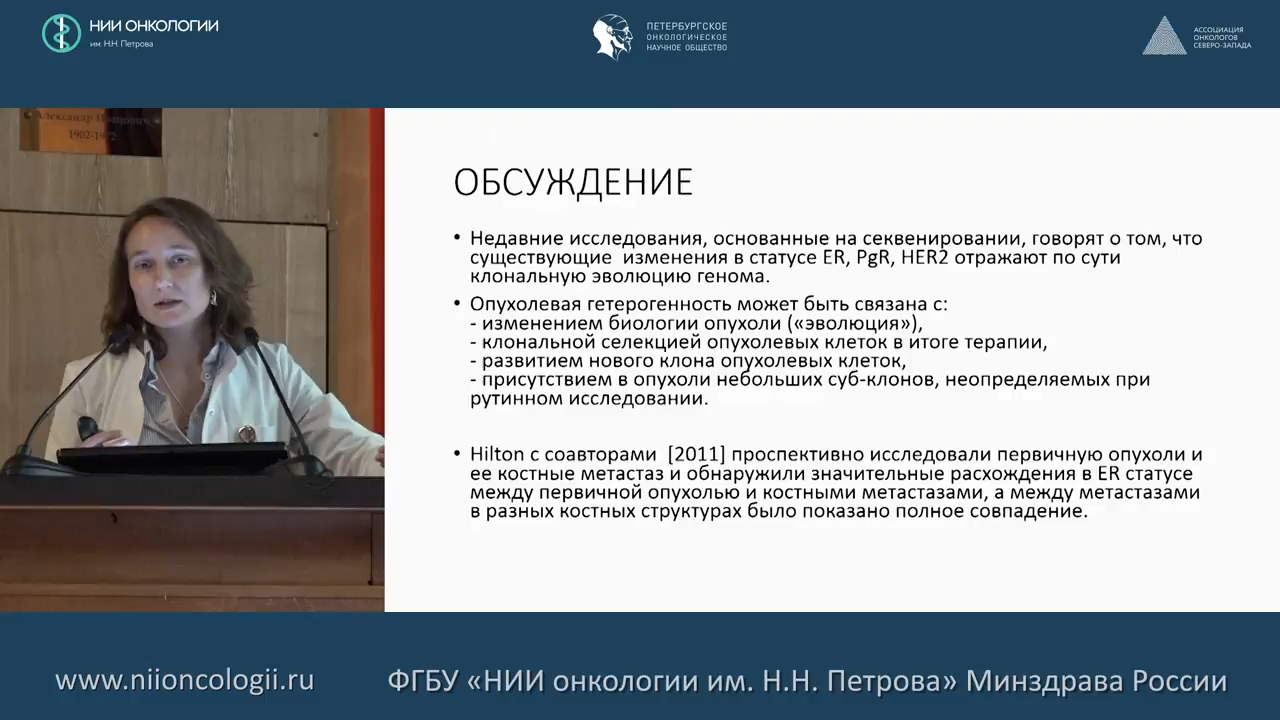 НИИ ОНКОЛОГИИ
им. Н.Н. Петрова
ПЕТЕРБУРГСКОЕ
ОНКОЛОГИЧЕСКОЕ
НАУЧНОЕ ОБЩЕСТВО
АССОЦИАЦИЯ
ОНКОЛОГОВ
СЕВЕРО-ЗАПАДА
Александр
ОБСУЖДЕНИЕ
• Недавние исследования, основанные на секвенировании, говорят о том, что
существующие изменения в статусе ER, PgR, HER2 отражают по сути
клональную эволюцию генома.
• Опухолевая гетерогенность может быть связана с:
- изменением биологии опухоли («эволюция»),
- клональной селекцией опухолевых клеток в итоге терапии,
- развитием нового клона опухолевых клеток,
- присутствием в опухоли небольших суб-клонов, неопределяемых при
рутинном исследовании.
• Hilton с соавторами [2011] проспективно исследовали первичную опухоли и
ее костные метастаз и обнаружили значительные расхождения в ER статусе
между первичной опухолью и костными метастазами, а между метастазами
в разных костных структурах было показано полное совпадение.
www.niioncologii.ru
ФГБУ «НИИ онкологии им. Н.Н. Петрова» Минздрава России